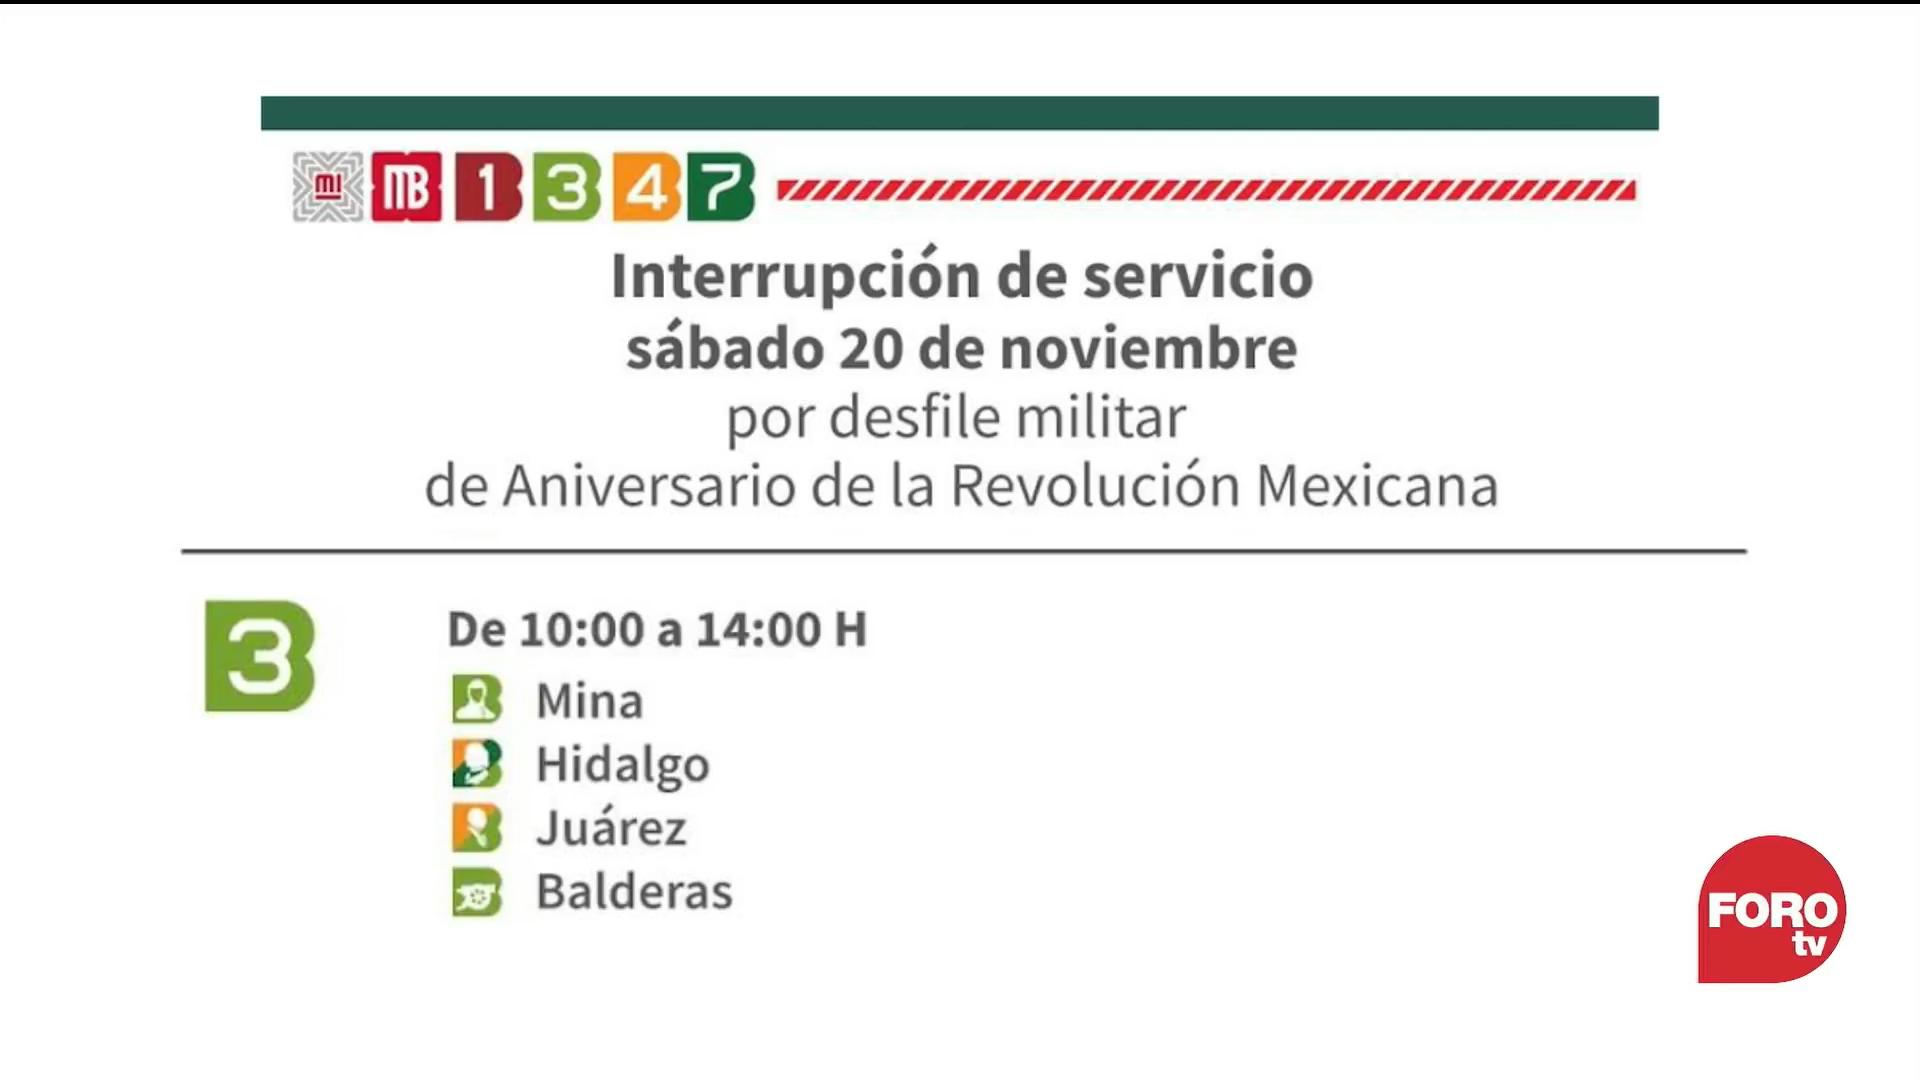 MI MB 1 3 4 7
Interrupción de servicio
sábado 20 de noviembre
por desfile militar
de Aniversario de la Revolución Mexicana
3
De 10:00 a 14:00 H
Mina
Hidalgo
Juárez
Balderas
FORO
tv